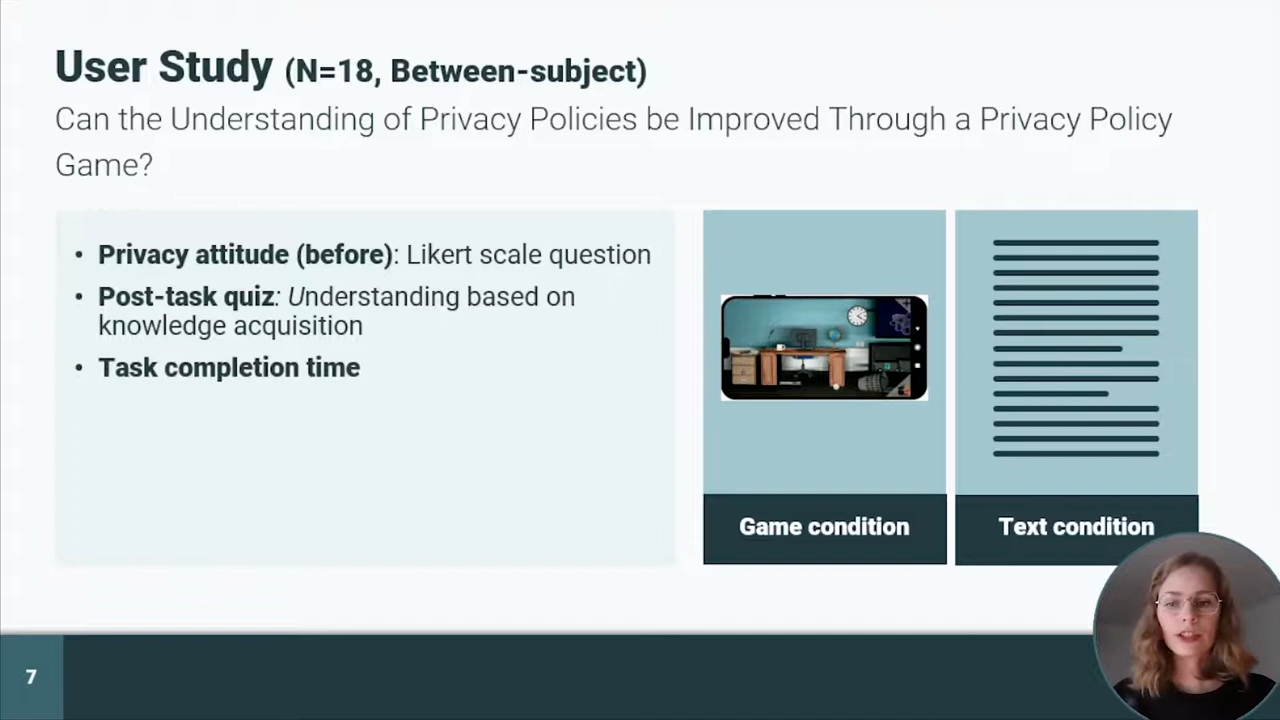 User Study (N=18, Between-subject)
Can the Understanding of Privacy Policies be Improved Through a Privacy Policy
Game?
• Privacy attitude (before): Likert scale question
• Post-task quiz: Understanding based on
knowledge acquisition
• Task completion time
Game condition
Text condition
7